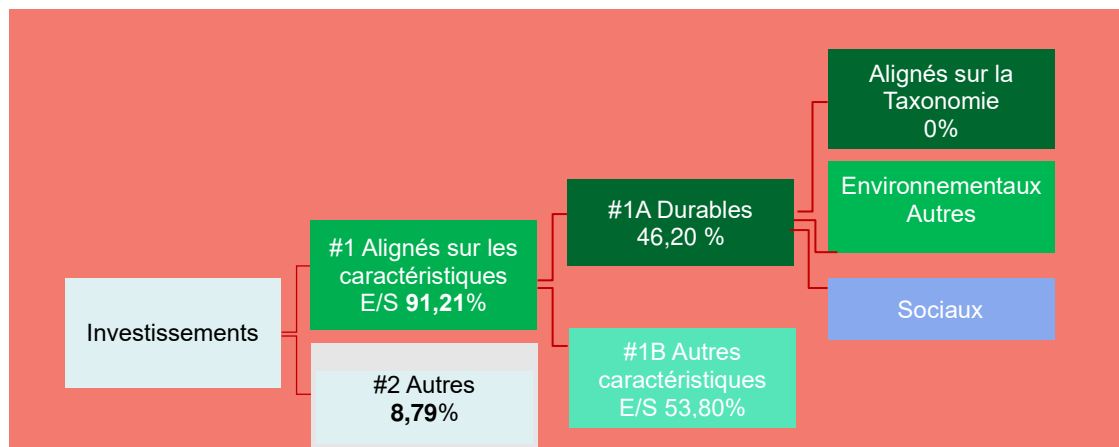 Investissements
#1 Alignés sur les
caractéristiques
E/S 91,21%
#2 Autres
8,79%
#1A Durables
46,20 %
#1B Autres
caractéristiques
E/S 53,80%
Alignés sur la
Taxonomie
0%
Environnementaux
Autres
Sociaux